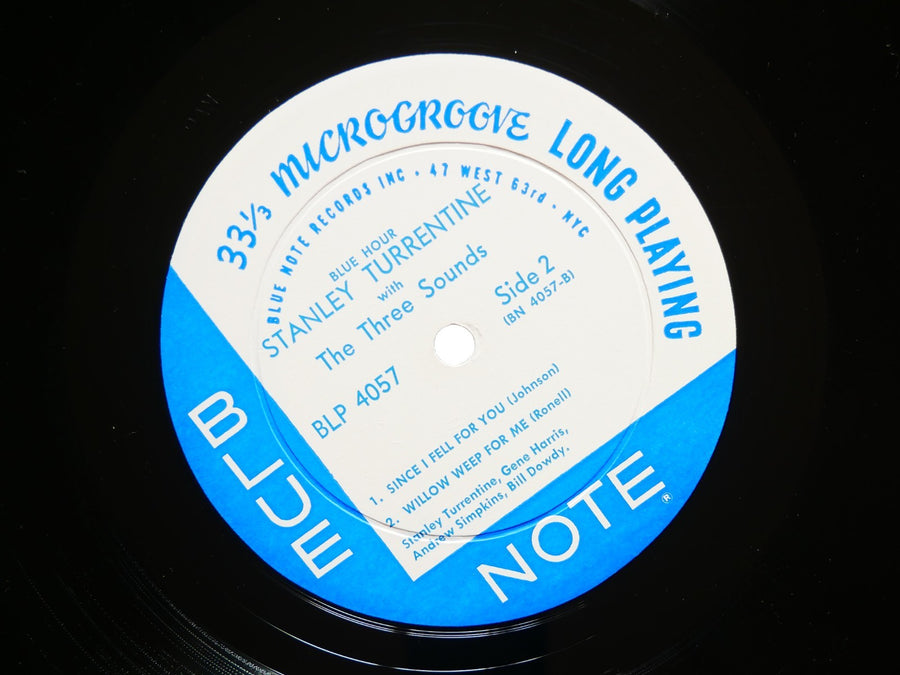 33⅓ MICROGROOVE LONG PLAYING
BLUE NOTE RECORDS INC • 47 WEST 63rd • NYC
BLUE HOUR
STANLEY TURRENTINE
with
The Three Sounds
Side 2
(BN 4057-B)
BLP 4057
1. SINCE I FELL FOR YOU (Johnson)
2. WILLOW WEEP FOR ME (Ronell)
Stanley Turrentine, Gene Harris,
Andrew Simpkins, Bill Dowdy.
BLUE NOTE®